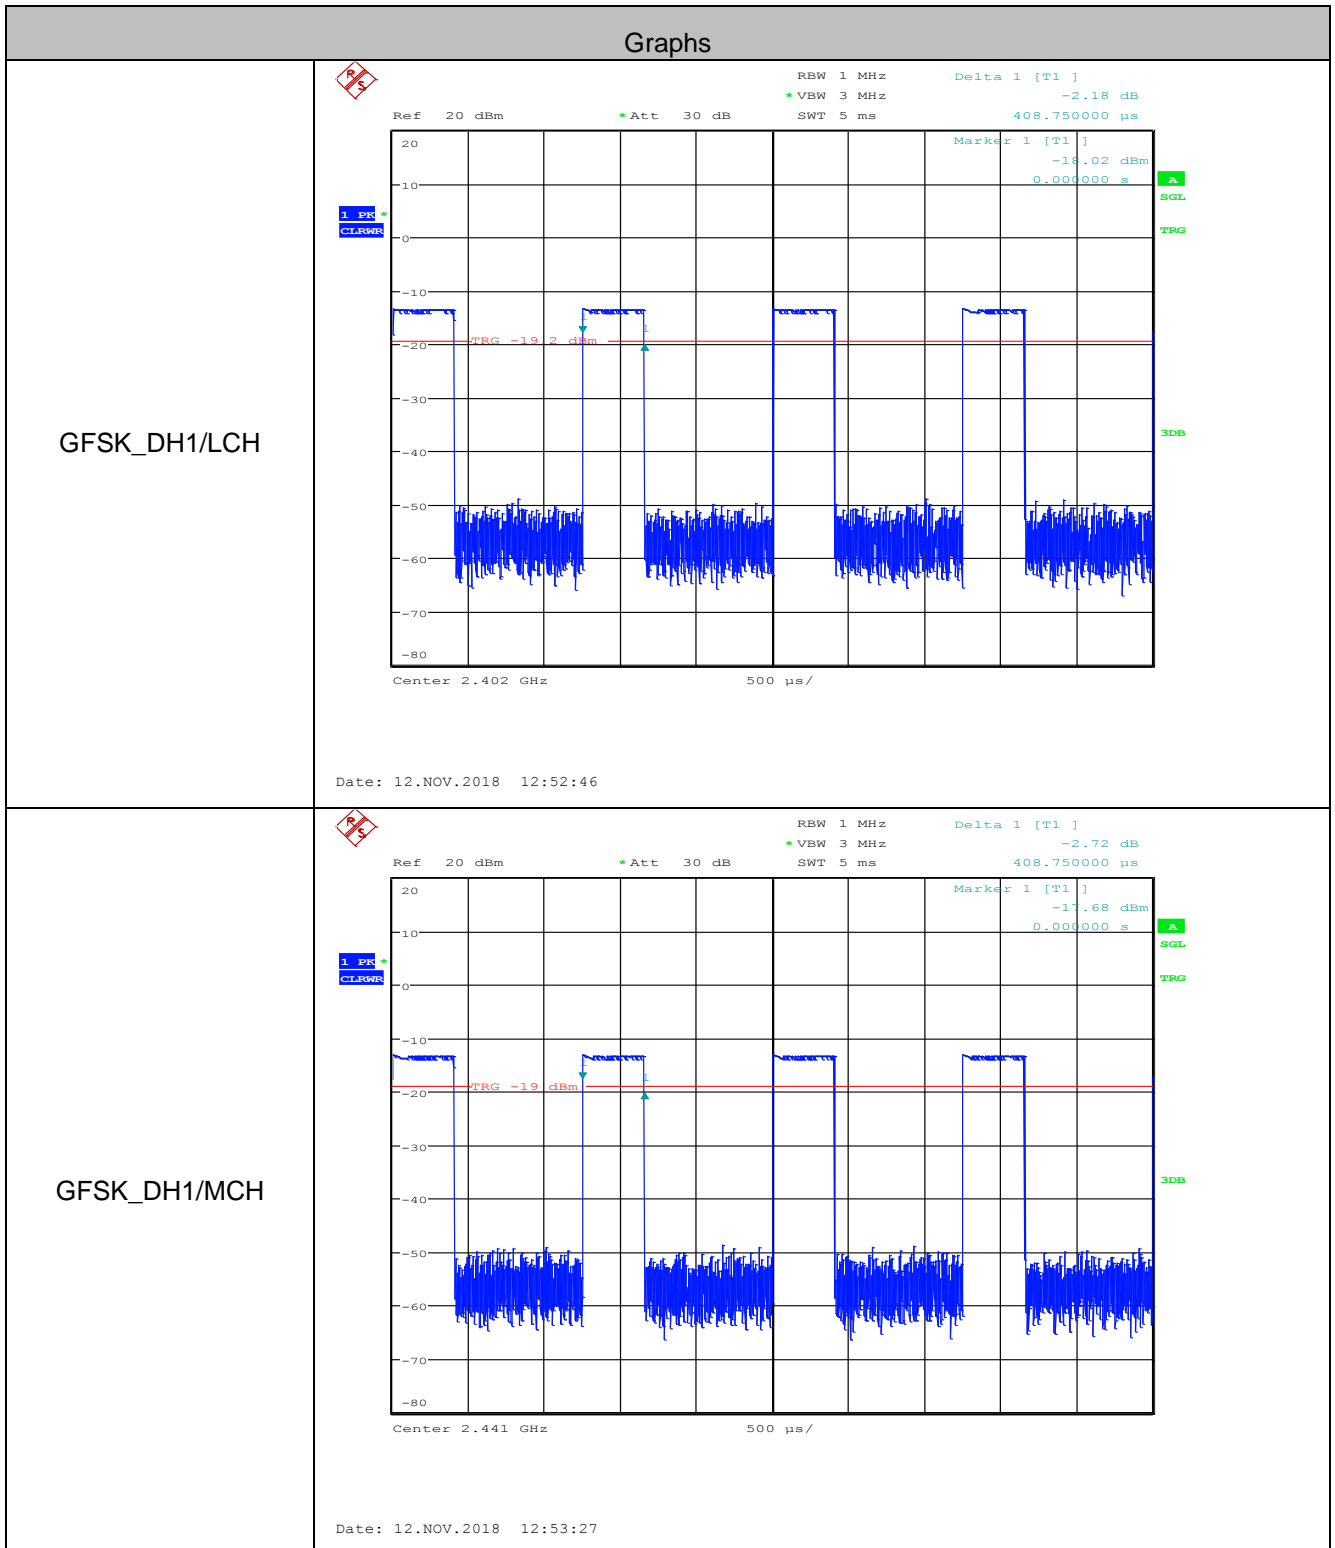 Graphs
GFSK_DH1/LCH
R S
RBW 1 MHz Delta 1 [T1 ]
*VBW 3 MHz -2.18 dB
Ref 20 dBm *Att 30 dB SWT 5 ms 408.750000 µs
20 Marker 1 [T1 ]
-18.02 dBm
10 0.000000 s A
SGL
1 PK *
CLRWR 0 TRG
-10
1
1
-20 TRG -19.2 dBm
-30
3DB
-40
-50
-60
-70
-80
Center 2.402 GHz 500 µs/
Date: 12.NOV.2018 12:52:46
GFSK_DH1/MCH
R S
RBW 1 MHz Delta 1 [T1 ]
*VBW 3 MHz -2.72 dB
Ref 20 dBm *Att 30 dB SWT 5 ms 408.750000 µs
20 Marker 1 [T1 ]
-17.68 dBm
10 0.000000 s A
SGL
1 PK *
CLRWR 0 TRG
-10
1
1
TRG -19 dBm
-20
-30
3DB
-40
-50
-60
-70
-80
Center 2.441 GHz 500 µs/
Date: 12.NOV.2018 12:53:27